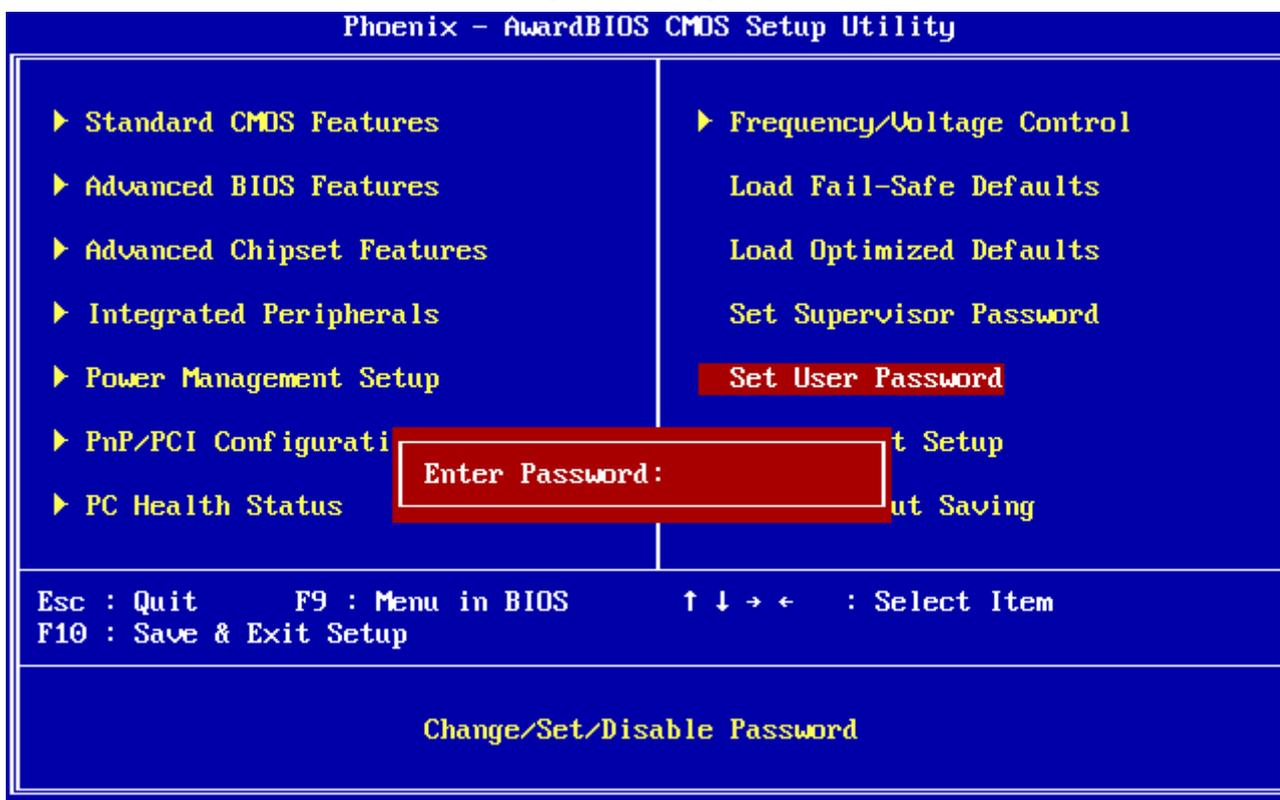 Phoenix - AwardBIOS CMOS Setup Utility
Standard CMOS Features
Advanced BIOS Features
Advanced Chipset Features
Integrated Peripherals
Power Management Setup
PnP/PCI Configurati
PC Health Status
Frequency/Voltage Control
Load Fail-Safe Defaults
Load Optimized Defaults
Set Supervisor Password
Set User Password
t Setup
ut Saving
Enter Password:
Esc : Quit F9 : Menu in BIOS ↑ ↓ → ← : Select Item
F10 : Save & Exit Setup
Change/Set/Disable Password